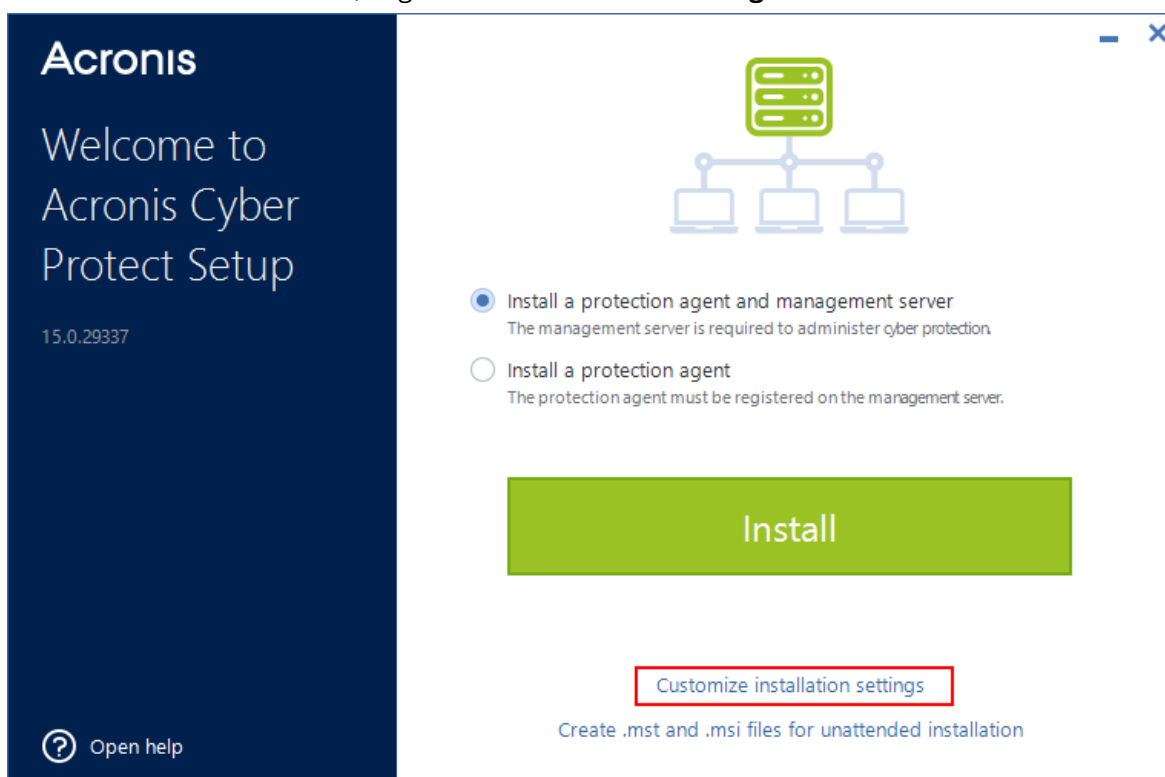 Acronis
Welcome to
Acronis Cyber
Protect Setup
15.0.29337
Install a protection agent and management server
The management server is required to administer cyber protection.
Install a protection agent
The protection agent must be registered on the management server.
Install
Customize installation settings
Create .mst and .msi files for unattended installation
? Open help